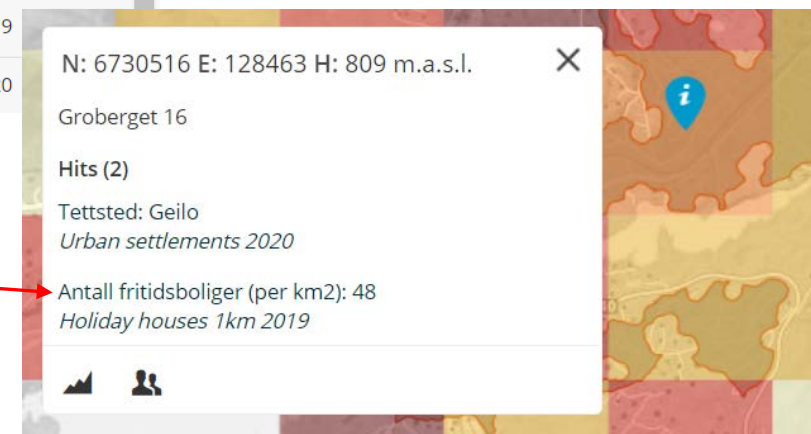 9
20
N: 6730516 E: 128463 H: 809 m.a.s.l.
Groberget 16
Hits (2)
Tettsted: Geilo
Urban settlements 2020
Antall fritidsboliger (per km2): 48
Holiday houses 1km 2019